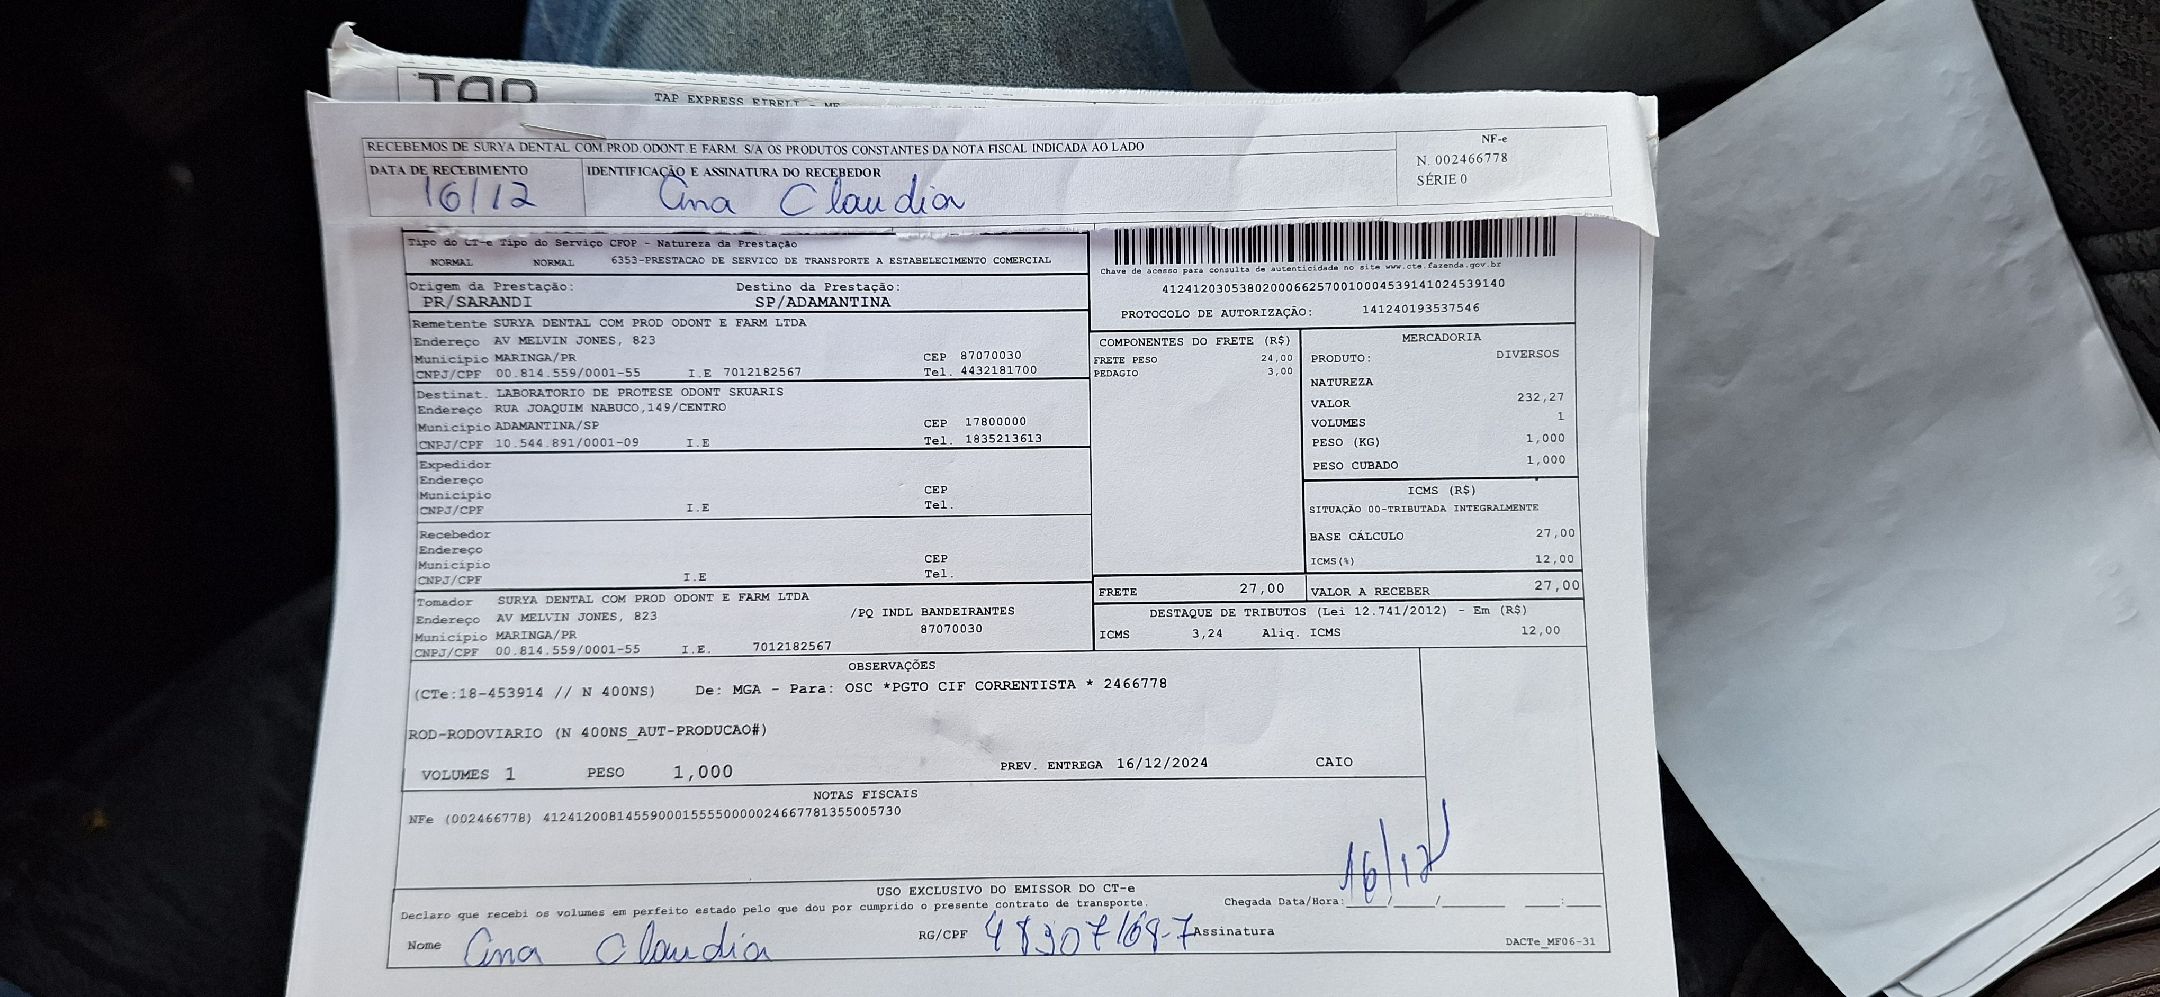 TAP
TAP EXPRESS EIRELI - ME
RECEBEMOS DE SURYA DENTAL COM.PROD.ODONT.E FARM. S/A OS PRODUTOS CONSTANTES DA NOTA FISCAL INDICADA AO LADO
NF-e
N. 002466778
SÉRIE 0
DATA DE RECEBIMENTO
IDENTIFICAÇÃO E ASSINATURA DO RECEBEDOR
16/12
Ana Claudia
Tipo do CT-e Tipo do Serviço CFOP - Natureza da Prestação
NORMAL NORMAL 6353-PRESTACAO DE SERVICO DE TRANSPORTE A ESTABELECIMENTO COMERCIAL
Origem da Prestação: Destino da Prestação:
PR/SARANDI SP/ADAMANTINA
Chave de acesso para consulta de autenticidade no site www.cte.fazenda.gov.br
41241203053802000662570010004539141024539140
PROTOCOLO DE AUTORIZAÇÃO: 141240193537546
Remetente SURYA DENTAL COM PROD ODONT E FARM LTDA
Endereço AV MELVIN JONES, 823
Municipio MARINGA/PR CEP 87070030
CNPJ/CPF 00.814.559/0001-55 I.E 7012182567 Tel. 4432181700
Destinat. LABORATORIO DE PROTESE ODONT SKUARIS
Endereço RUA JOAQUIM NABUCO,149/CENTRO
Municipio ADAMANTINA/SP CEP 17800000
CNPJ/CPF 10.544.891/0001-09 I.E Tel. 1835213613
Expedidor
Endereço
Municipio CEP
CNPJ/CPF I.E Tel.
Recebedor
Endereço
Municipio CEP
CNPJ/CPF I.E Tel.
Tomador SURYA DENTAL COM PROD ODONT E FARM LTDA
Endereço AV MELVIN JONES, 823 /PQ INDL BANDEIRANTES
Municipio MARINGA/PR 87070030
CNPJ/CPF 00.814.559/0001-55 I.E. 7012182567
COMPONENTES DO FRETE (R$)
FRETE PESO 24,00
PEDAGIO 3,00
FRETE 27,00
MERCADORIA
PRODUTO: DIVERSOS
NATUREZA
VALOR 232,27
VOLUMES 1
PESO (KG) 1,000
PESO CUBADO 1,000
ICMS (R$)
SITUAÇÃO 00-TRIBUTADA INTEGRALMENTE
BASE CÁLCULO 27,00
ICMS(%) 12,00
VALOR A RECEBER 27,00
DESTAQUE DE TRIBUTOS (Lei 12.741/2012) - Em (R$)
ICMS 3,24 Aliq. ICMS 12,00
OBSERVAÇÕES
(CTe:18-453914 // N 400NS) De: MGA - Para: OSC *PGTO CIF CORRENTISTA * 2466778
ROD-RODOVIARIO (N 400NS_AUT-PRODUCAO#)
VOLUMES 1 PESO 1,000 PREV. ENTREGA 16/12/2024 CAIO
NOTAS FISCAIS
NFe (002466778) 41241200814559000155550000024667781355005730
16/12
USO EXCLUSIVO DO EMISSOR DO CT-e
Declaro que recebi os volumes em perfeito estado pelo que dou por cumprido o presente contrato de transporte. Chegada Data/Hora:____/____/______ ____:____
Nome Ana Claudia RG/CPF 48307168-7 Assinatura
DACTe_MF06-31